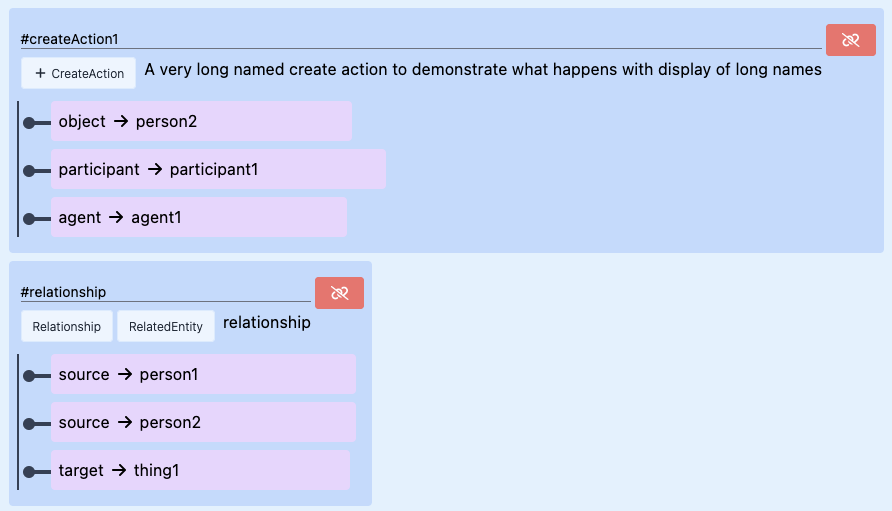 #createAction1
+ CreateAction A very long named create action to demonstrate what happens with display of long names
object → person2
participant → participant1
agent → agent1
#relationship
Relationship RelatedEntity relationship
source → person1
source → person2
target → thing1